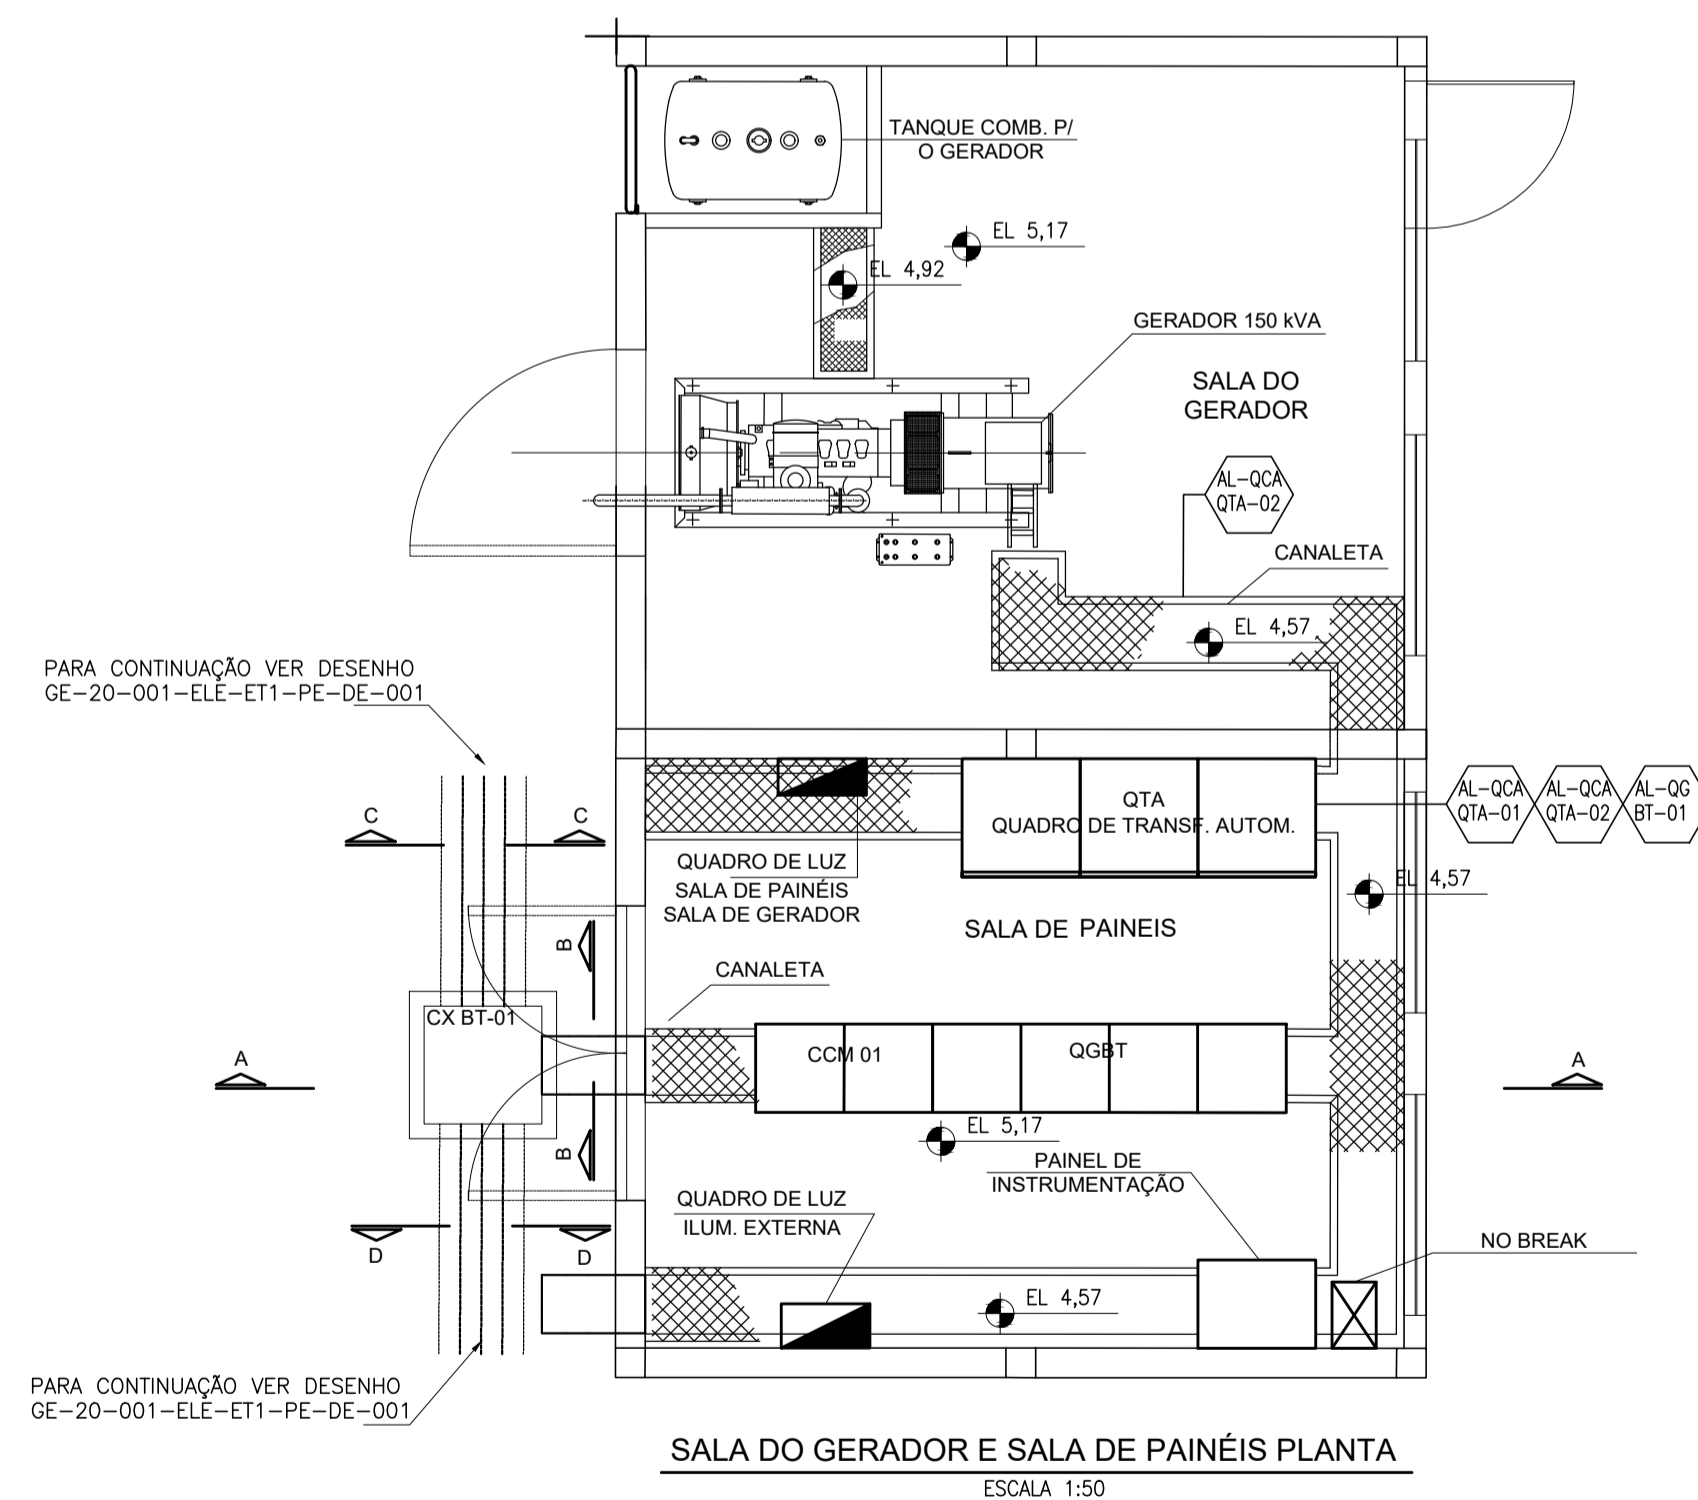 TANQUE COMB. P/
O GERADOR
EL 5,17
EL 4,92
GERADOR 150 kVA
SALA DO
GERADOR
AL-QCA
QTA-02
CANALETA
EL 4,57
PARA CONTINUAÇÃO VER DESENHO
GE-20-001-ELE-ET1-PE-DE-001
C
C
QTA
QUADRO DE TRANSF. AUTOM.
AL-QCA
QTA-01
AL-QCA
QTA-02
AL-QG
BT-01
QUADRO DE LUZ
SALA DE PAINÉIS
SALA DE GERADOR
EL 4,57
SALA DE PAINEIS
B
CANALETA
CX BT-01
CCM 01
QGBT
A
A
EL 5,17
B
PAINEL DE
INSTRUMENTAÇÃO
QUADRO DE LUZ
ILUM. EXTERNA
D
D
NO BREAK
EL 4,57
PARA CONTINUAÇÃO VER DESENHO
GE-20-001-ELE-ET1-PE-DE-001
SALA DO GERADOR E SALA DE PAINÉIS PLANTA
ESCALA 1:50